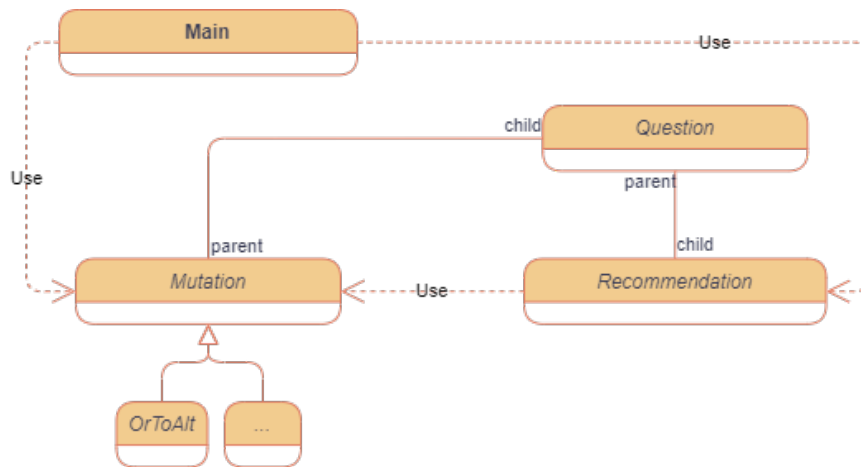 Main
Use
child
Question
Use
parent
parent
child
Mutation
Use
Recommendation
OrToAlt
...